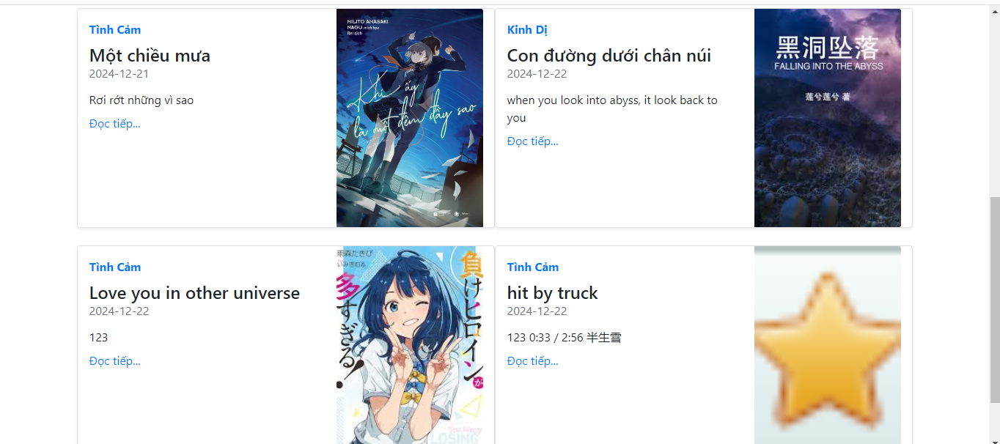 Tình Cảm
Một chiều mưa
2024-12-21
Rơi rớt những vì sao
Đọc tiếp...
MILITO AMASAKI
NAGU minh họa
Rei dịch
Khi ấy
là một đêm đầy sao
Kinh Dị
Con đường dưới chân núi
2024-12-22
when you look into abyss, it look back to
you
Đọc tiếp...
黑洞坠落
FALLING INTO THE ABYSS
莲兮莲兮 著
Tình Cảm
Love you in other universe
2024-12-22
123
Đọc tiếp...
雨森たきび
いみぎむる
負けヒロインが
多すぎる!
LOSING
Tình Cảm
hit by truck
2024-12-22
123 0:33 / 2:56 半生雪
Đọc tiếp...